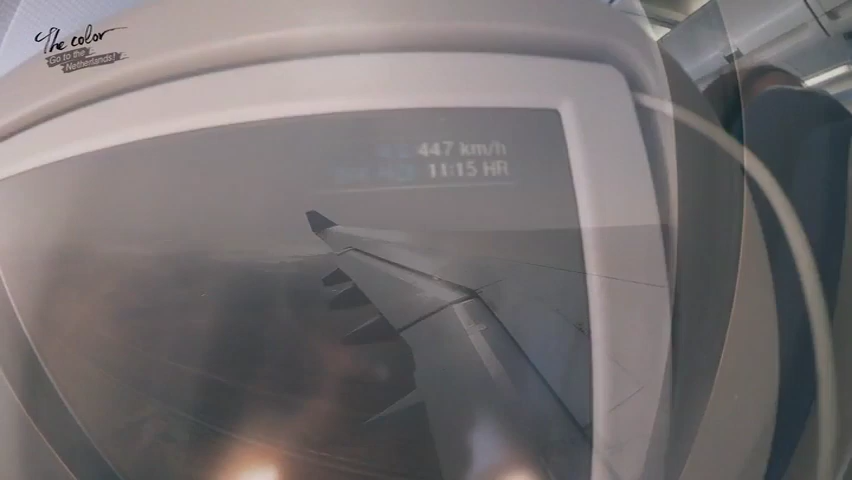 The color
Go to the
Netherlands!
447 km/h
11:15 HR